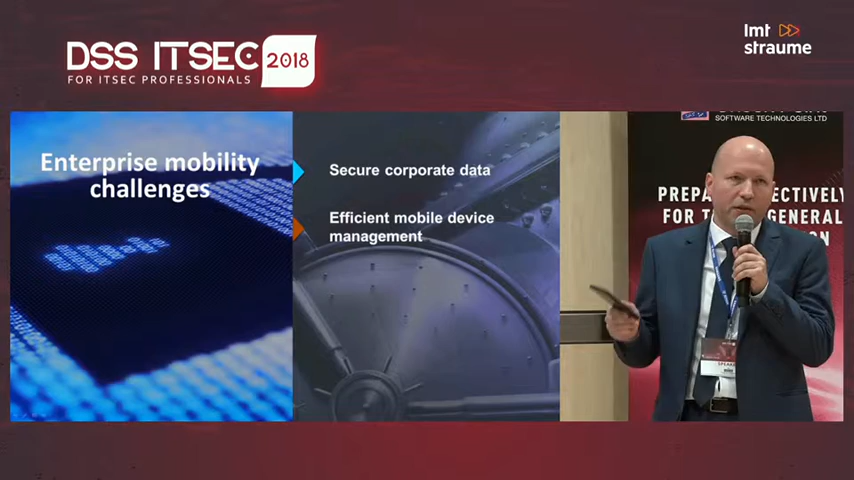 DSS ITSEC 2018
FOR ITSEC PROFESSIONALS
lmt
straume
Enterprise mobility
challenges
Secure corporate data
Efficient mobile device
management
SOFTWARE TECHNOLOGIES LTD
FOR
GENERAL